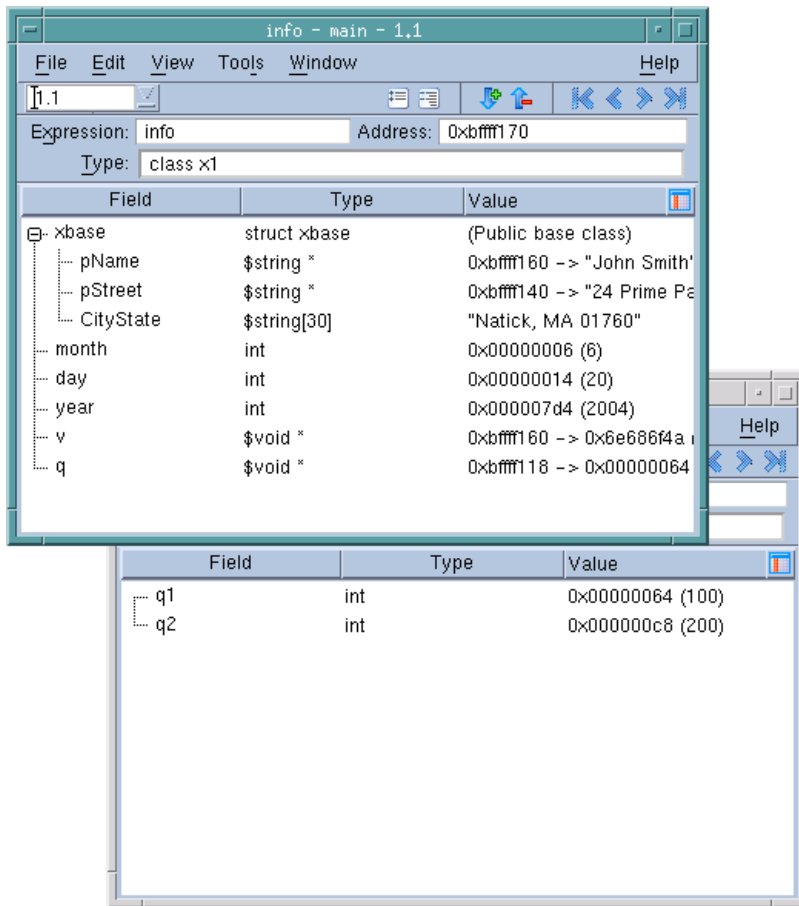 info - main - 1.1
File Edit View Tools Window Help
1.1
Expression: info Address: 0xbffff170
Type: class x1
Field Type Value
xbase struct xbase (Public base class)
pName $string * 0xbffff160 -> "John Smith"
pStreet $string * 0xbffff140 -> "24 Prime Pa
CityState $string[30] "Natick, MA 01760"
month int 0x00000006 (6)
day int 0x00000014 (20)
year int 0x000007d4 (2004)
v $void * 0xbffff160 -> 0x6e686f4a
q $void * 0xbffff118 -> 0x00000064
Help
Field Type Value
q1 int 0x00000064 (100)
q2 int 0x000000c8 (200)